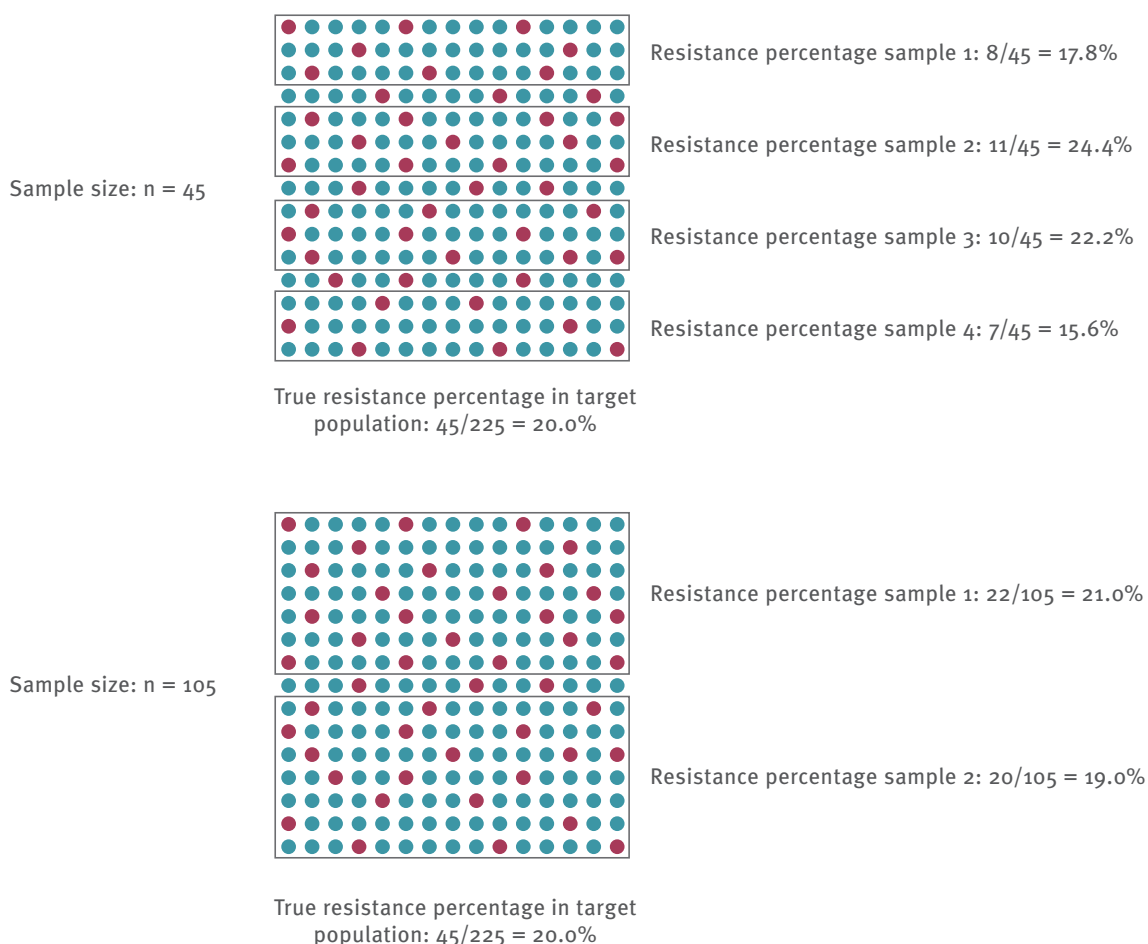 Resistance percentage sample 1: 8/45 = 17.8%
Resistance percentage sample 2: 11/45 = 24.4%
Sample size: n = 45
Resistance percentage sample 3: 10/45 = 22.2%
Resistance percentage sample 4: 7/45 = 15.6%
True resistance percentage in target
population: 45/225 = 20.0%
Resistance percentage sample 1: 22/105 = 21.0%
Sample size: n = 105
Resistance percentage sample 2: 20/105 = 19.0%
True resistance percentage in target
population: 45/225 = 20.0%